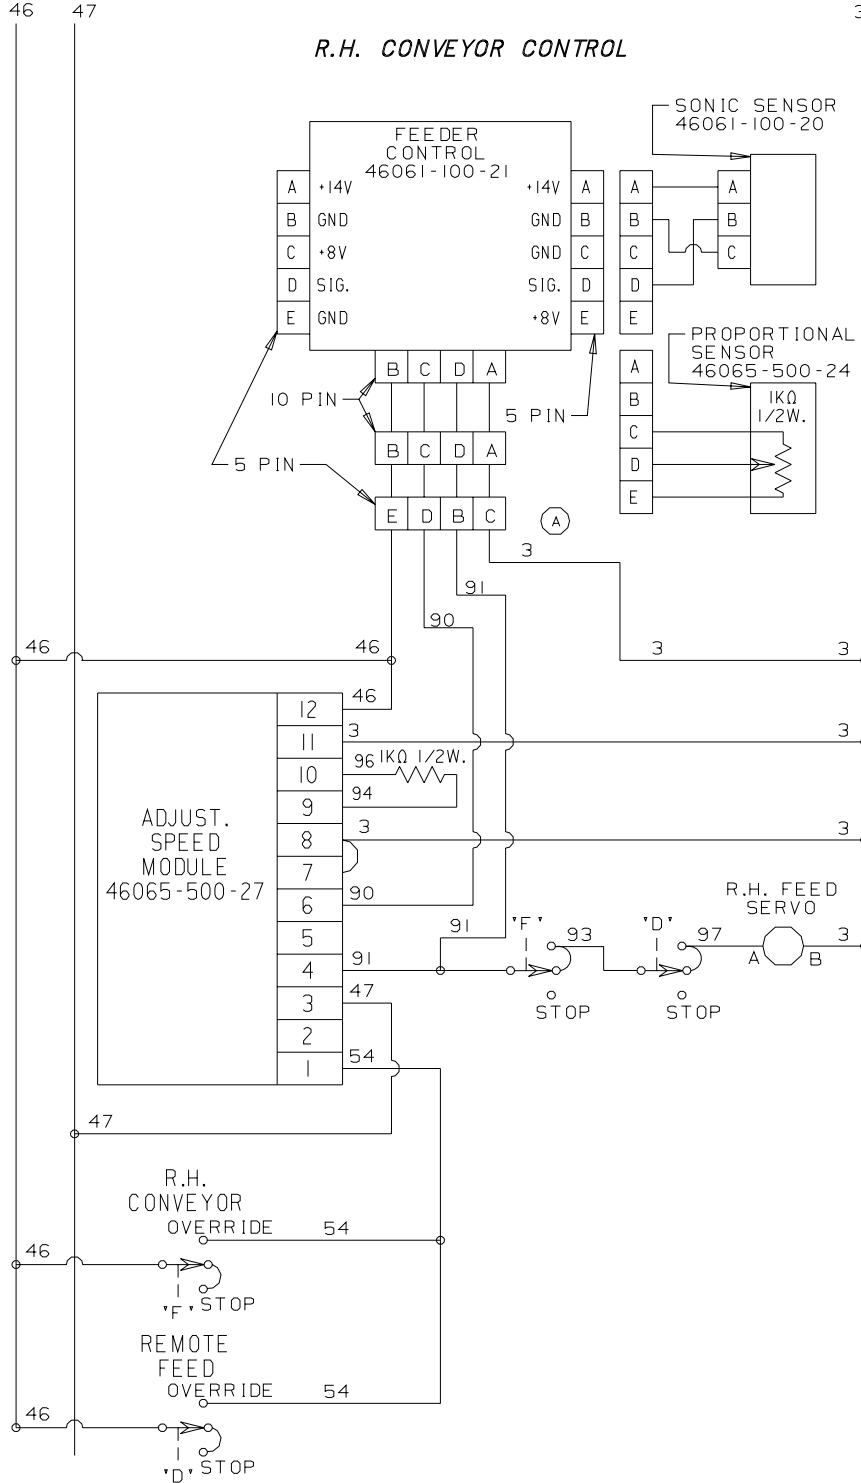 46 47 3
R.H. CONVEYOR CONTROL
SONIC SENSOR
46061-100-20
FEEDER
CONTROL
46061-100-21
A +14V +14V A A A
B GND GND B B B
C +8V GND C C C
D SIG. SIG. D D
E GND +8V E E
PROPORTIONAL
SENSOR
46065-500-24
B C D A
A
1KΩ
1/2W.
10 PIN
B
5 PIN
C
B C D A
5 PIN
D
E
E D B C
A
3
91
90
46 46 3 3
46
12
3
11 3
96 1KΩ 1/2W.
10
94
9
ADJUST.
SPEED
MODULE
46065-500-27
3
8 3
7
90
6
R.H. FEED
SERVO
5
91
'F' 93 'D' 97 3
A B
91
4
47
3
STOP STOP
2
54
1
47
R.H.
CONVEYOR
OVERRIDE 54
46
'F' STOP
REMOTE
FEED
OVERRIDE 54
46
'D' STOP